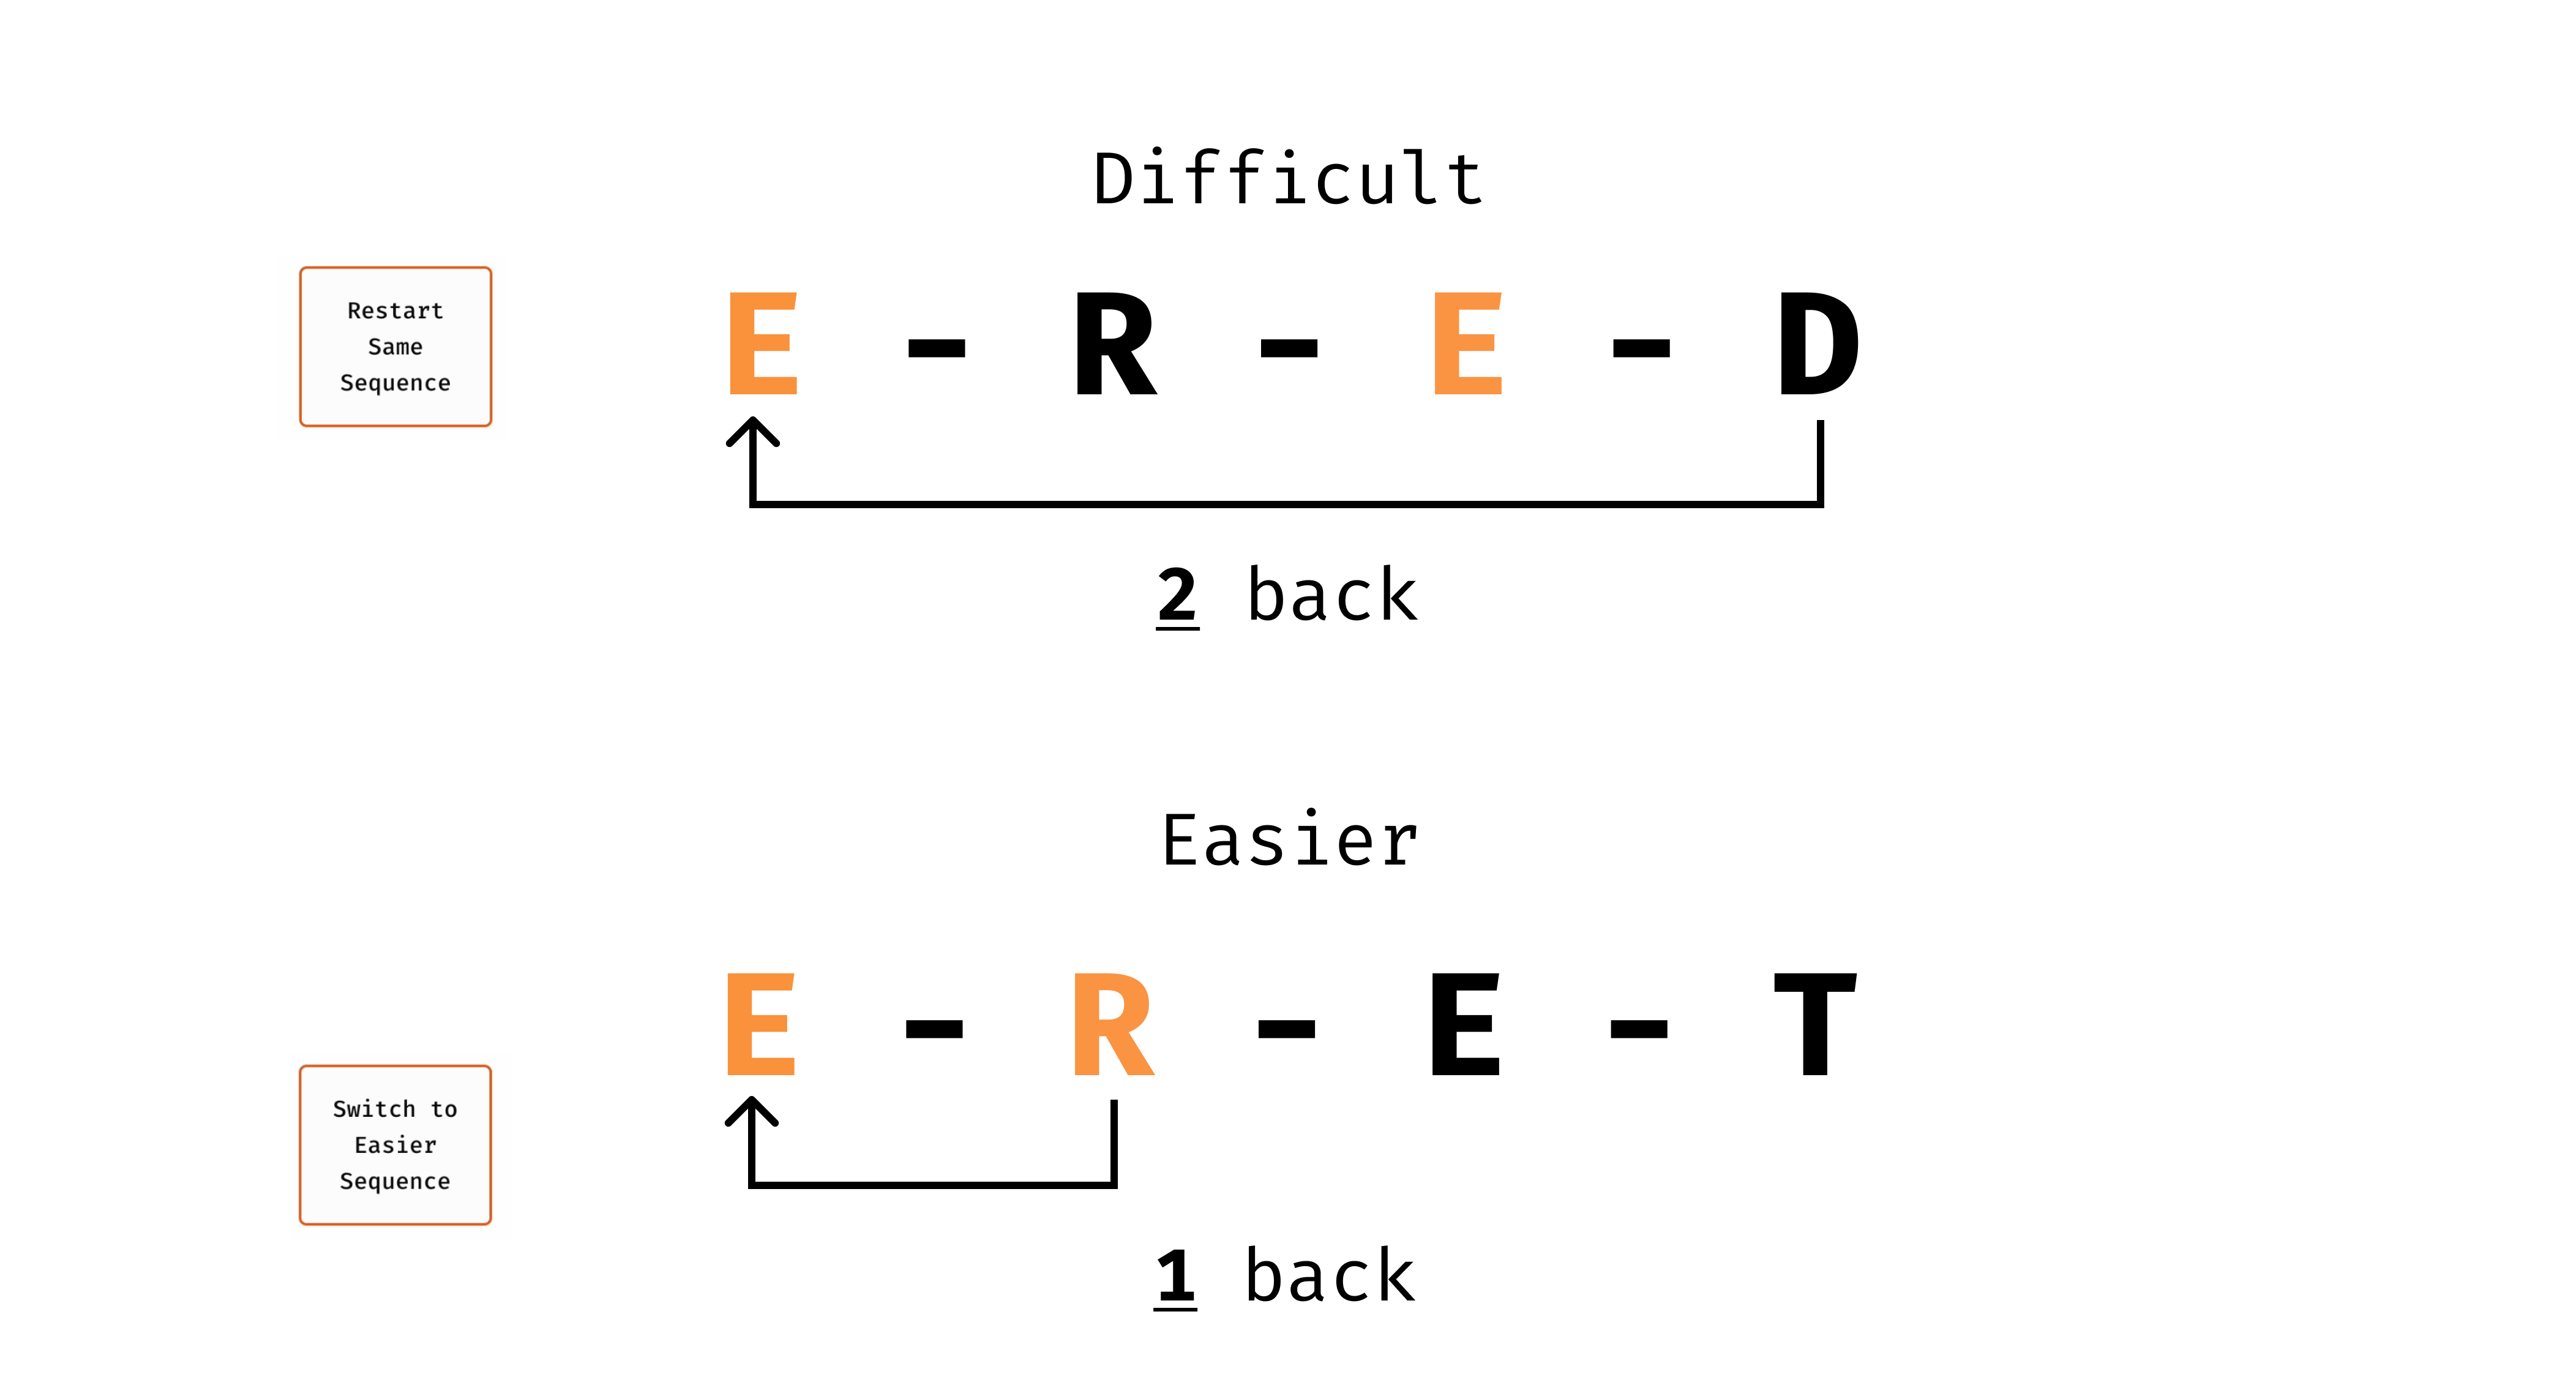 Difficult
Restart
Same
Sequence
E - R - E - D
2 back
Easier
E - R - E - T
Switch to
Easier
Sequence
1 back